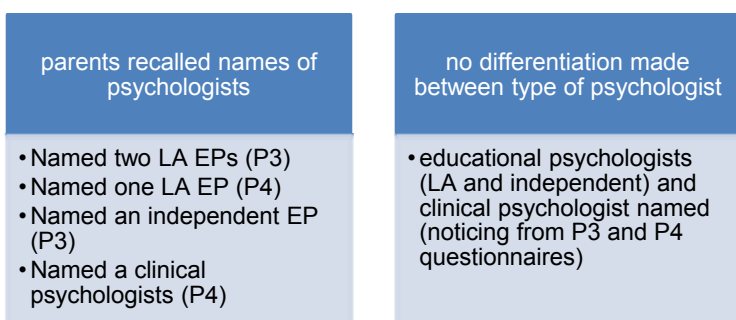 parents recalled names of
psychologists
• Named two LA EPs (P3)
• Named one LA EP (P4)
• Named an independent EP
(P3)
• Named a clinical
psychologists (P4)
no differentiation made
between type of psychologist
• educational psychologists
(LA and independent) and
clinical psychologist named
(noticing from P3 and P4
questionnaires)